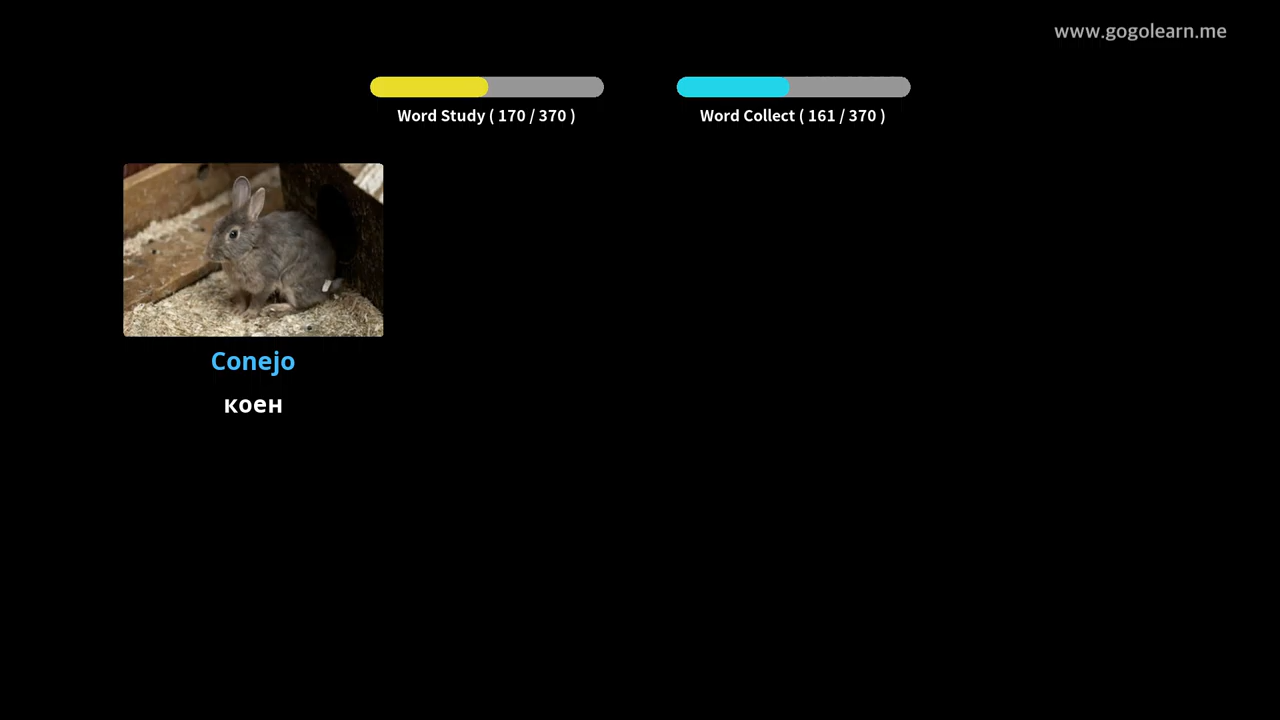 www.gogolearn.me
Word Study ( 170 / 370 )
Word Collect ( 161 / 370 )
Conejo
коен